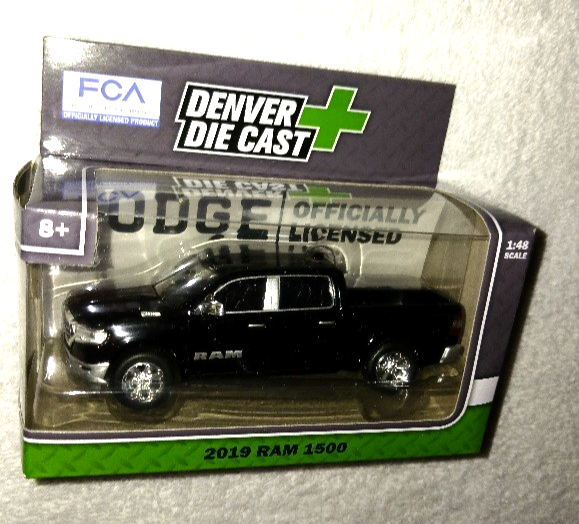 FCA
OFFICIALLY LICENSED PRODUCT
DENVER
DIE CAST
DIE CAST
8+
ODGE
OFFICIALLY
LICENSED
1:48
SCALE
RAM
2019 RAM 1500